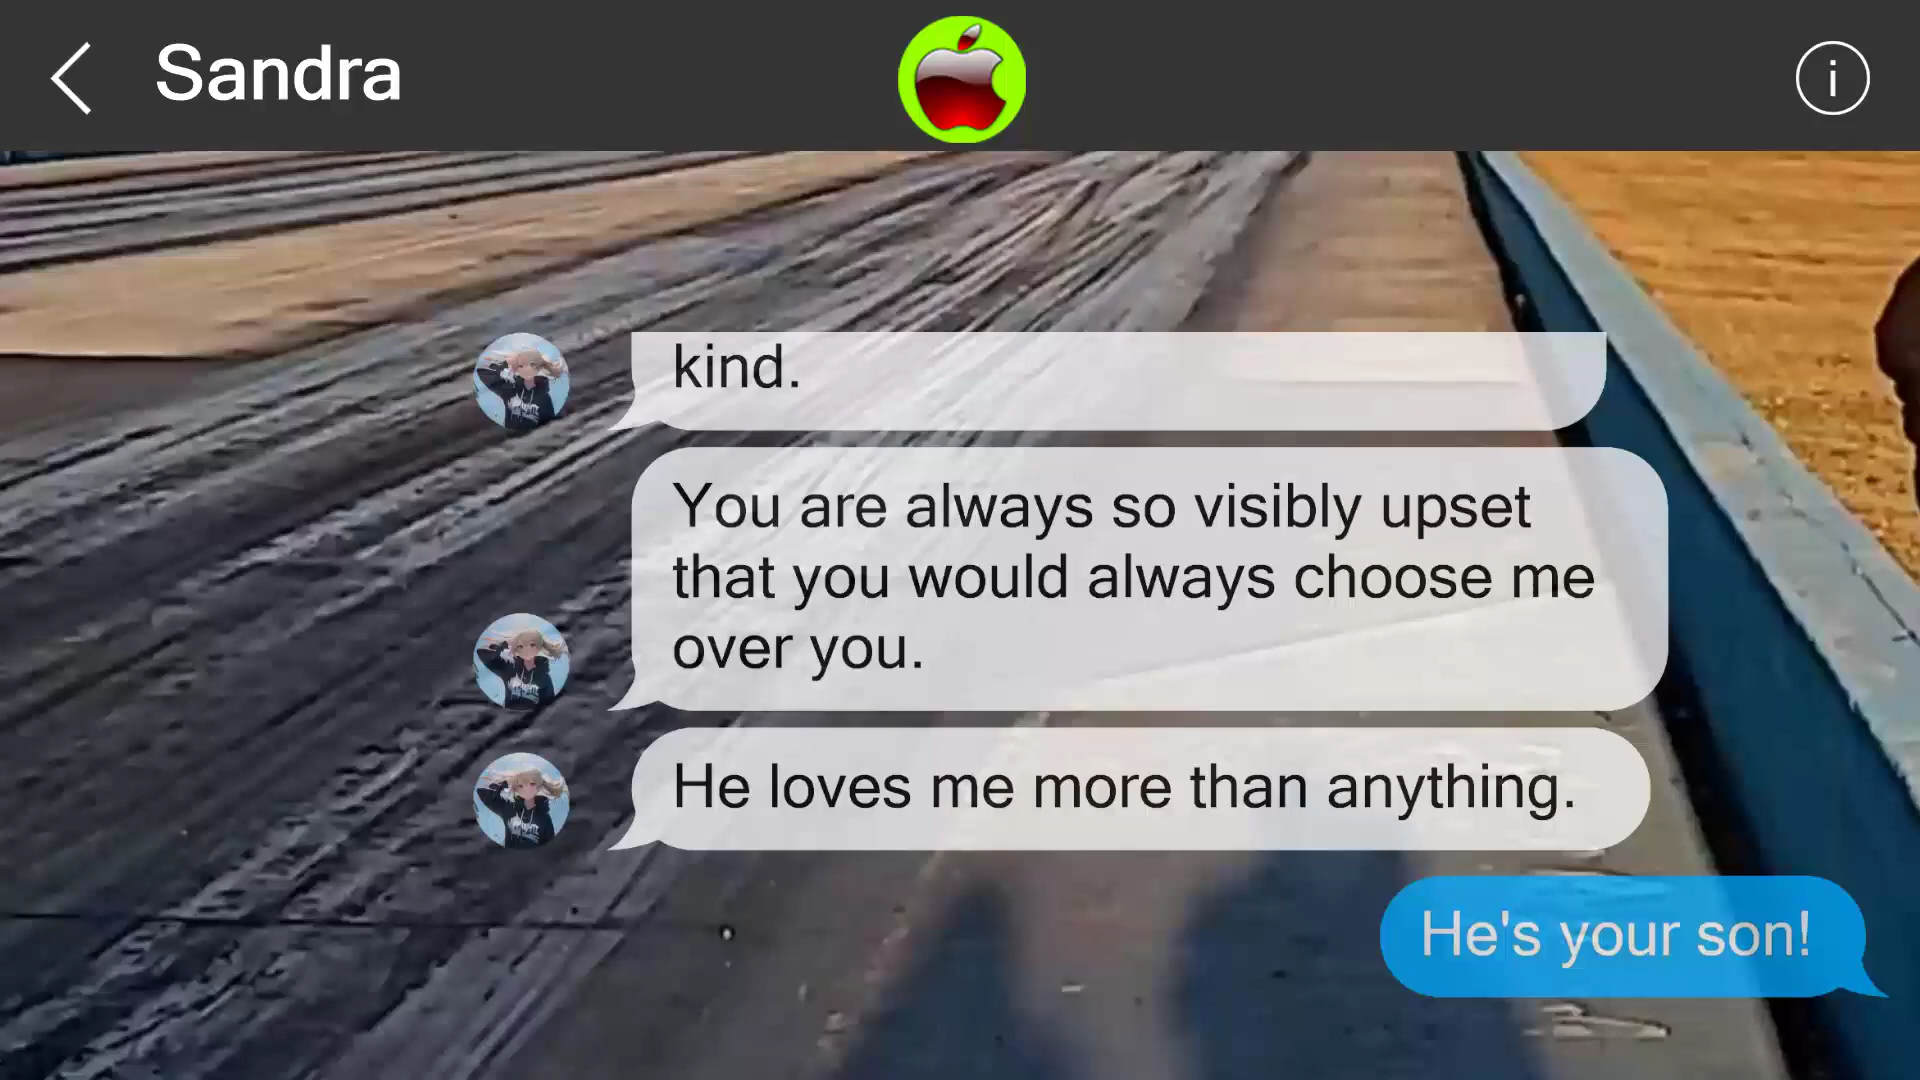 Sandra
i
kind.
You are always so visibly upset
that you would always choose me
over you.
He loves me more than anything.
He's your son!